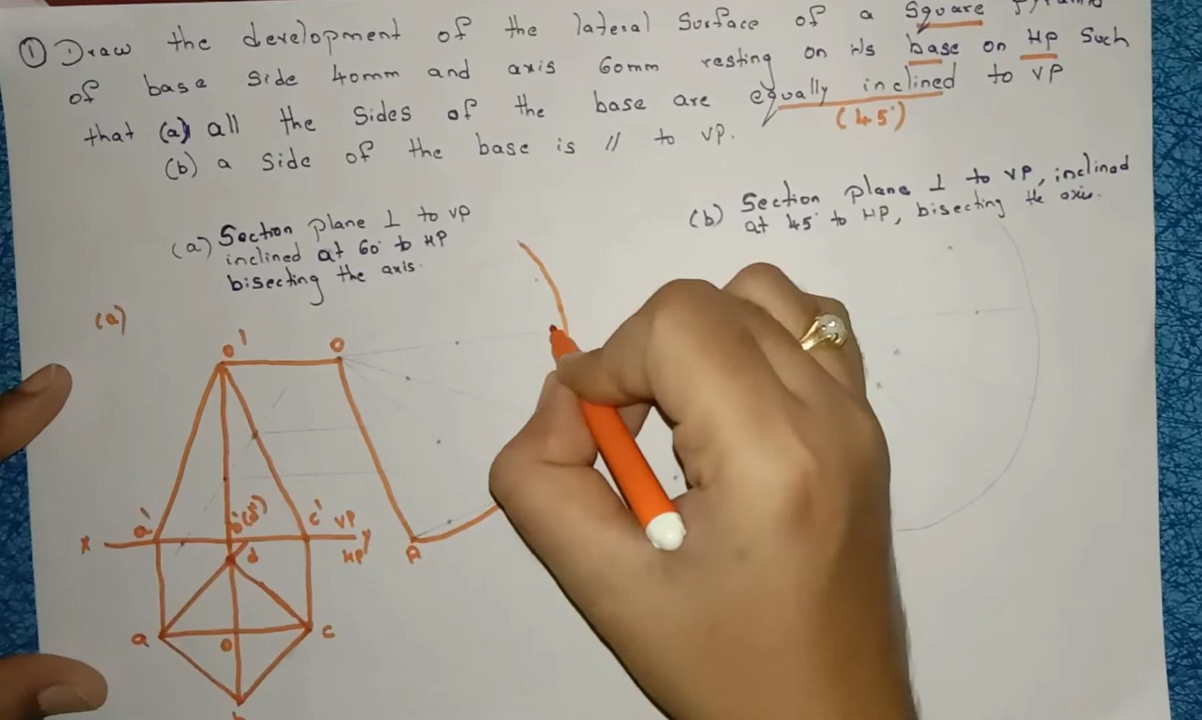 ① Draw the development of the lateral Surface of a Square
of base side 40mm and axis 60mm resting on its base on HP Such
that (a) all the Sides of the base are equally inclined to VP
(45°)
(b) a side of the base is // to VP.
(a) Section plane ⊥ to VP
inclined at 60° to HP
bisecting the axis.
(b) Section plane ⊥ to VP, inclined
at 45° to HP, bisecting the axis.
(a)
o' O
a' b'(d') c' VP
X Y
HP
d A
a o c